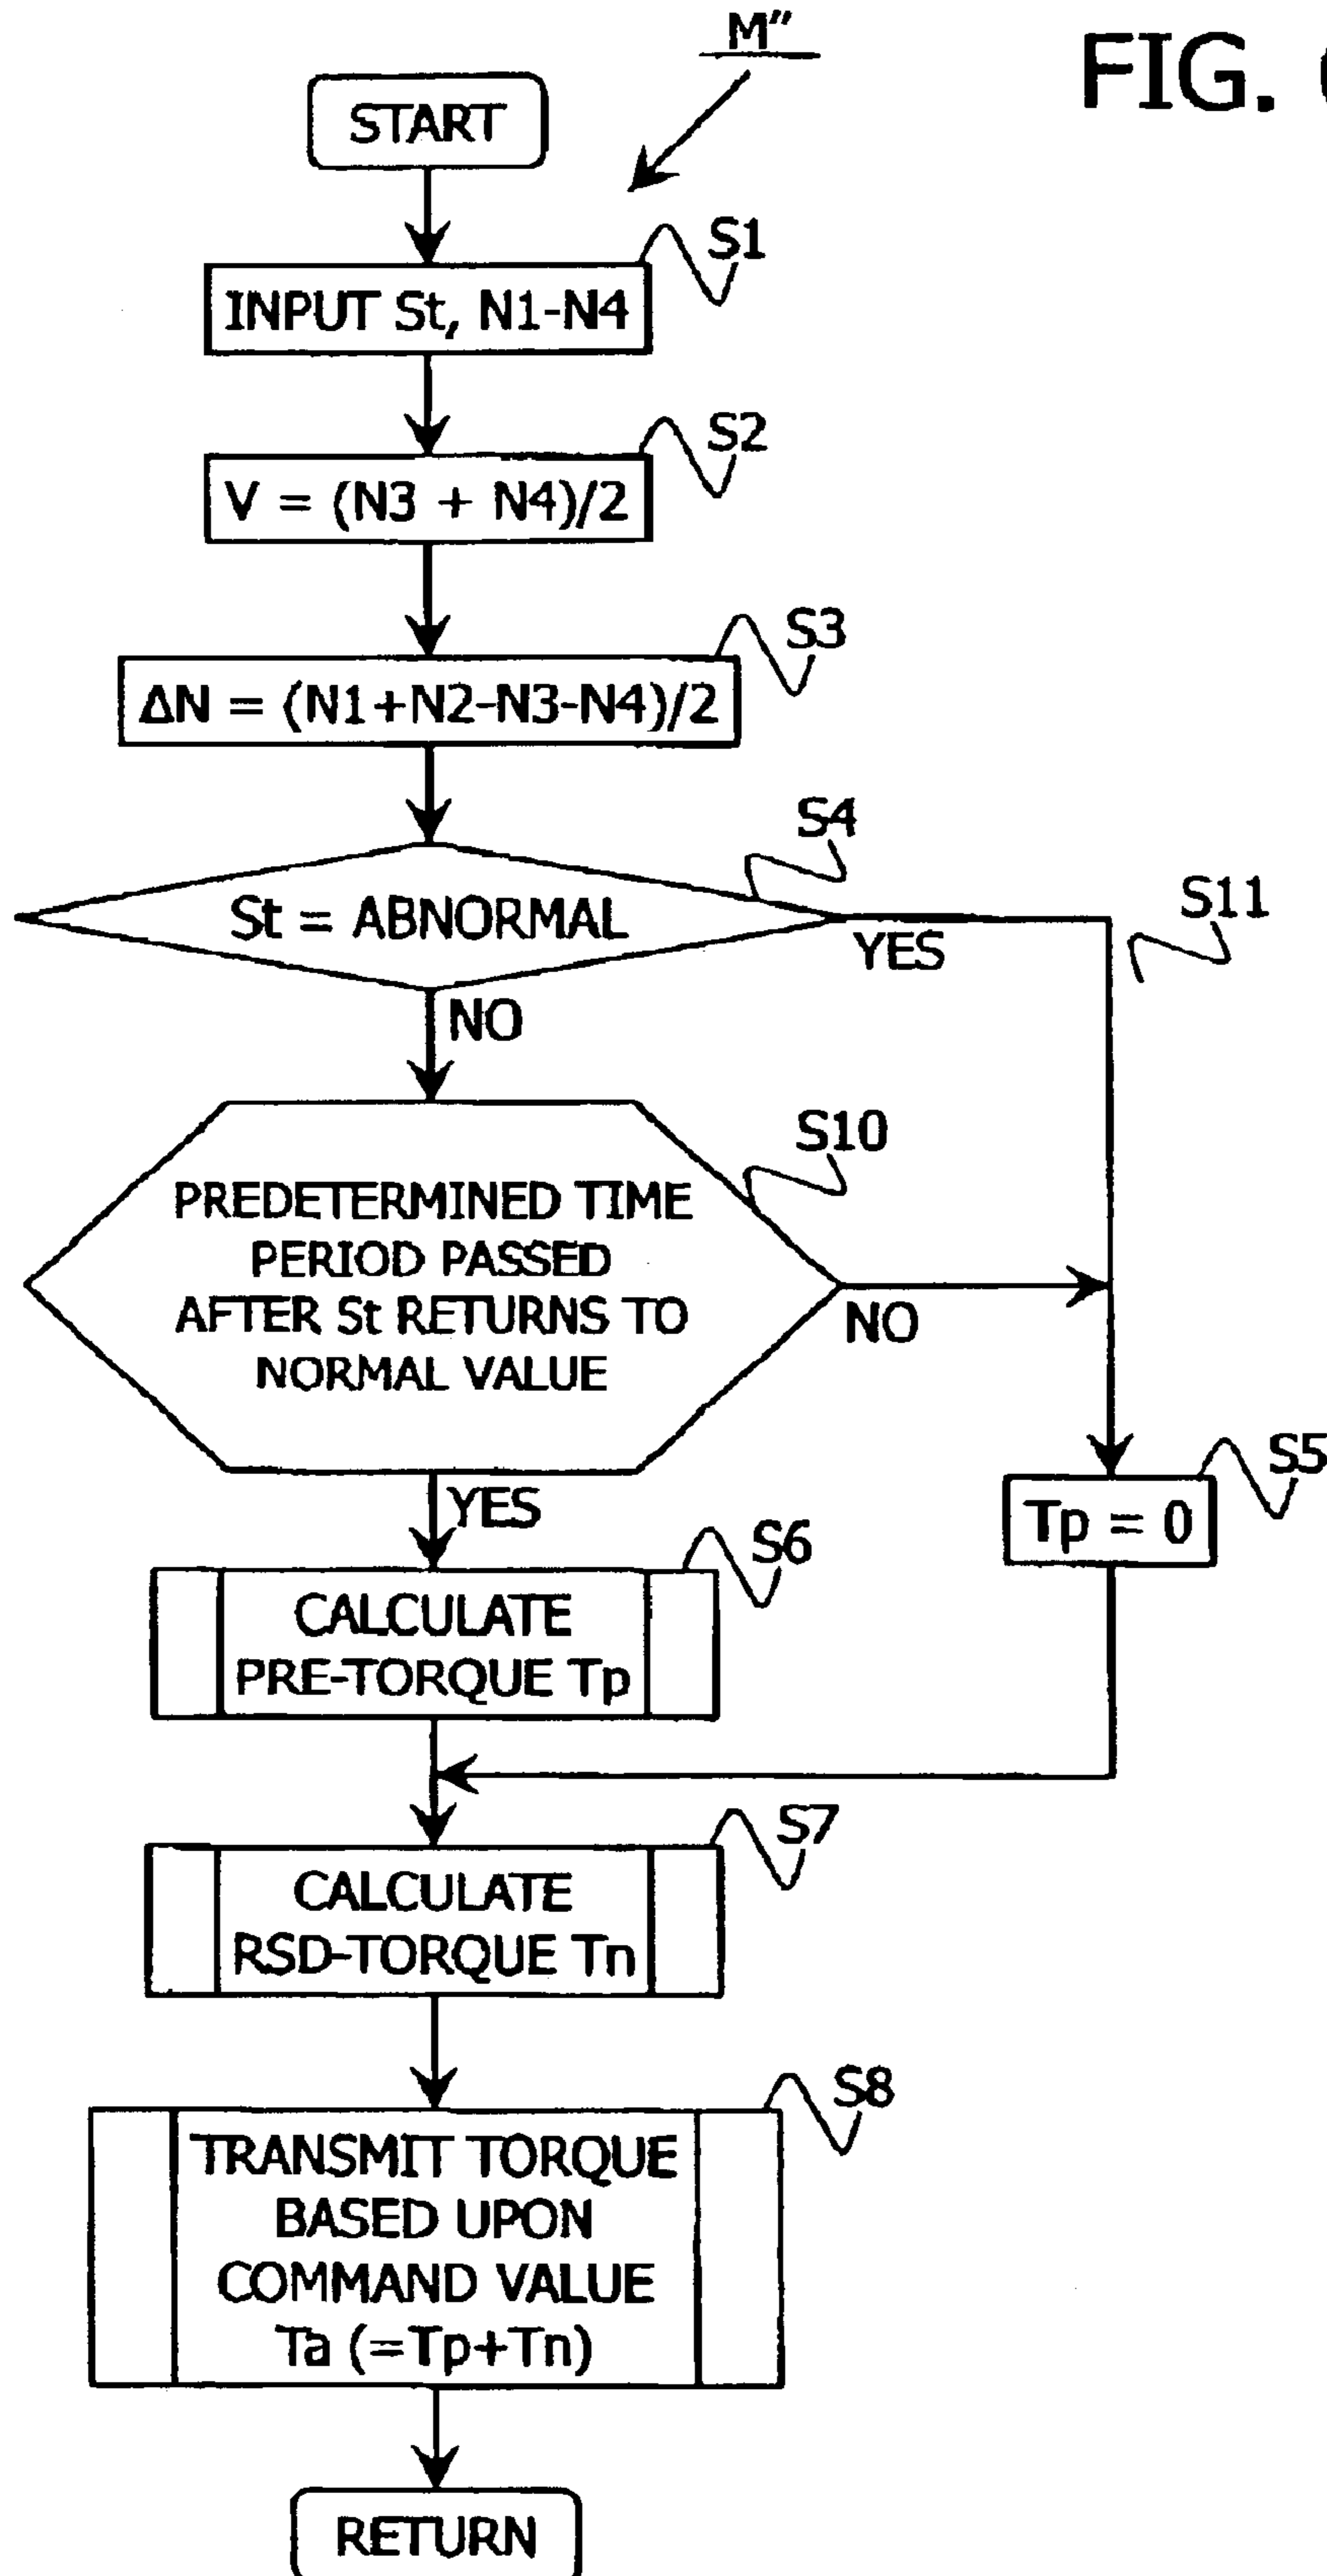 M"
FIG.
START
S1
INPUT St, N1-N4
S2
V = (N3 + N4)/2
S3
ΔN = (N1+N2-N3-N4)/2
S4
St = ABNORMAL
YES
S11
NO
S10
PREDETERMINED TIME
PERIOD PASSED
AFTER St RETURNS TO
NORMAL VALUE
NO
S5
Tp = 0
YES
S6
CALCULATE
PRE-TORQUE Tp
S7
CALCULATE
RSD-TORQUE Tn
S8
TRANSMIT TORQUE
BASED UPON
COMMAND VALUE
Ta (=Tp+Tn)
RETURN